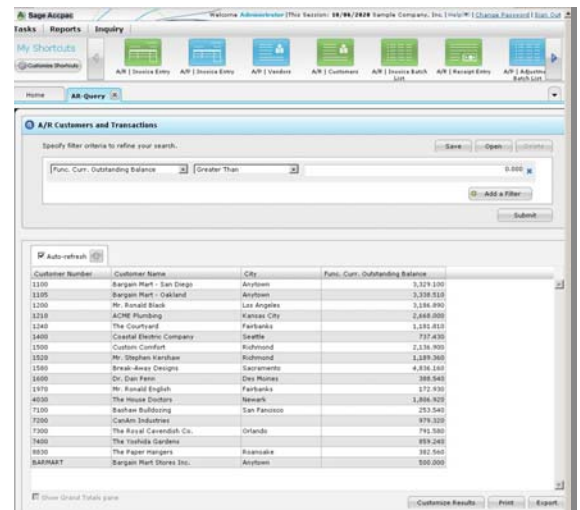 Sage Accpac
Welcome Administrator |This Session: 10/06/2020 Sample Company, Inc. | Help | Change Password | Sign Out
Tasks Reports Inquiry
My Shortcuts
Customize Shortcuts
A/R | Invoice Entry
A/P | Invoice Entry
A/P | Vendors
A/R | Customers
A/R | Invoice Batch List
A/R | Receipt Entry
A/P | Adjustment Batch List
Home AR-Query
A/R Customers and Transactions
Specify filter criteria to refine your search.
Save Open Delete
Func. Curr. Outstanding Balance Greater Than 0.000
Add a Filter
Submit
Auto-refresh
Customer Number Customer Name City Func. Curr. Outstanding Balance
1100 Bargain Mart - San Diego Anytown 3,329.100
1105 Bargain Mart - Oakland Anytown 3,338.510
1200 Mr. Ronald Black Los Angeles 3,186.890
1210 ACME Plumbing Kansas City 2,668.000
1240 The Courtyard Fairbanks 1,181.810
1400 Coastal Electric Company Seattle 737.430
1500 Custom Comfort Richmond 2,136.900
1520 Mr. Stephen Kershaw Richmond 1,189.360
1580 Break-Away Designs Sacramento 4,836.160
1600 Dr. Dan Fenn Des Moines 388.540
1970 Mr. Ronald English Fairbanks 172.930
4030 The House Doctors Newark 1,806.920
7100 Bashaw Bulldozing San Fancisco 253.540
7200 CanAm Industries 979.320
7300 The Royal Cavendish Co. Orlando 791.580
7400 The Yoshida Gardens 859.240
9830 The Paper Hangers Roanoake 382.560
BARMART Bargain Mart Stores Inc. Anytown 500.000
Show Grand Totals pane
Customize Results Print Export